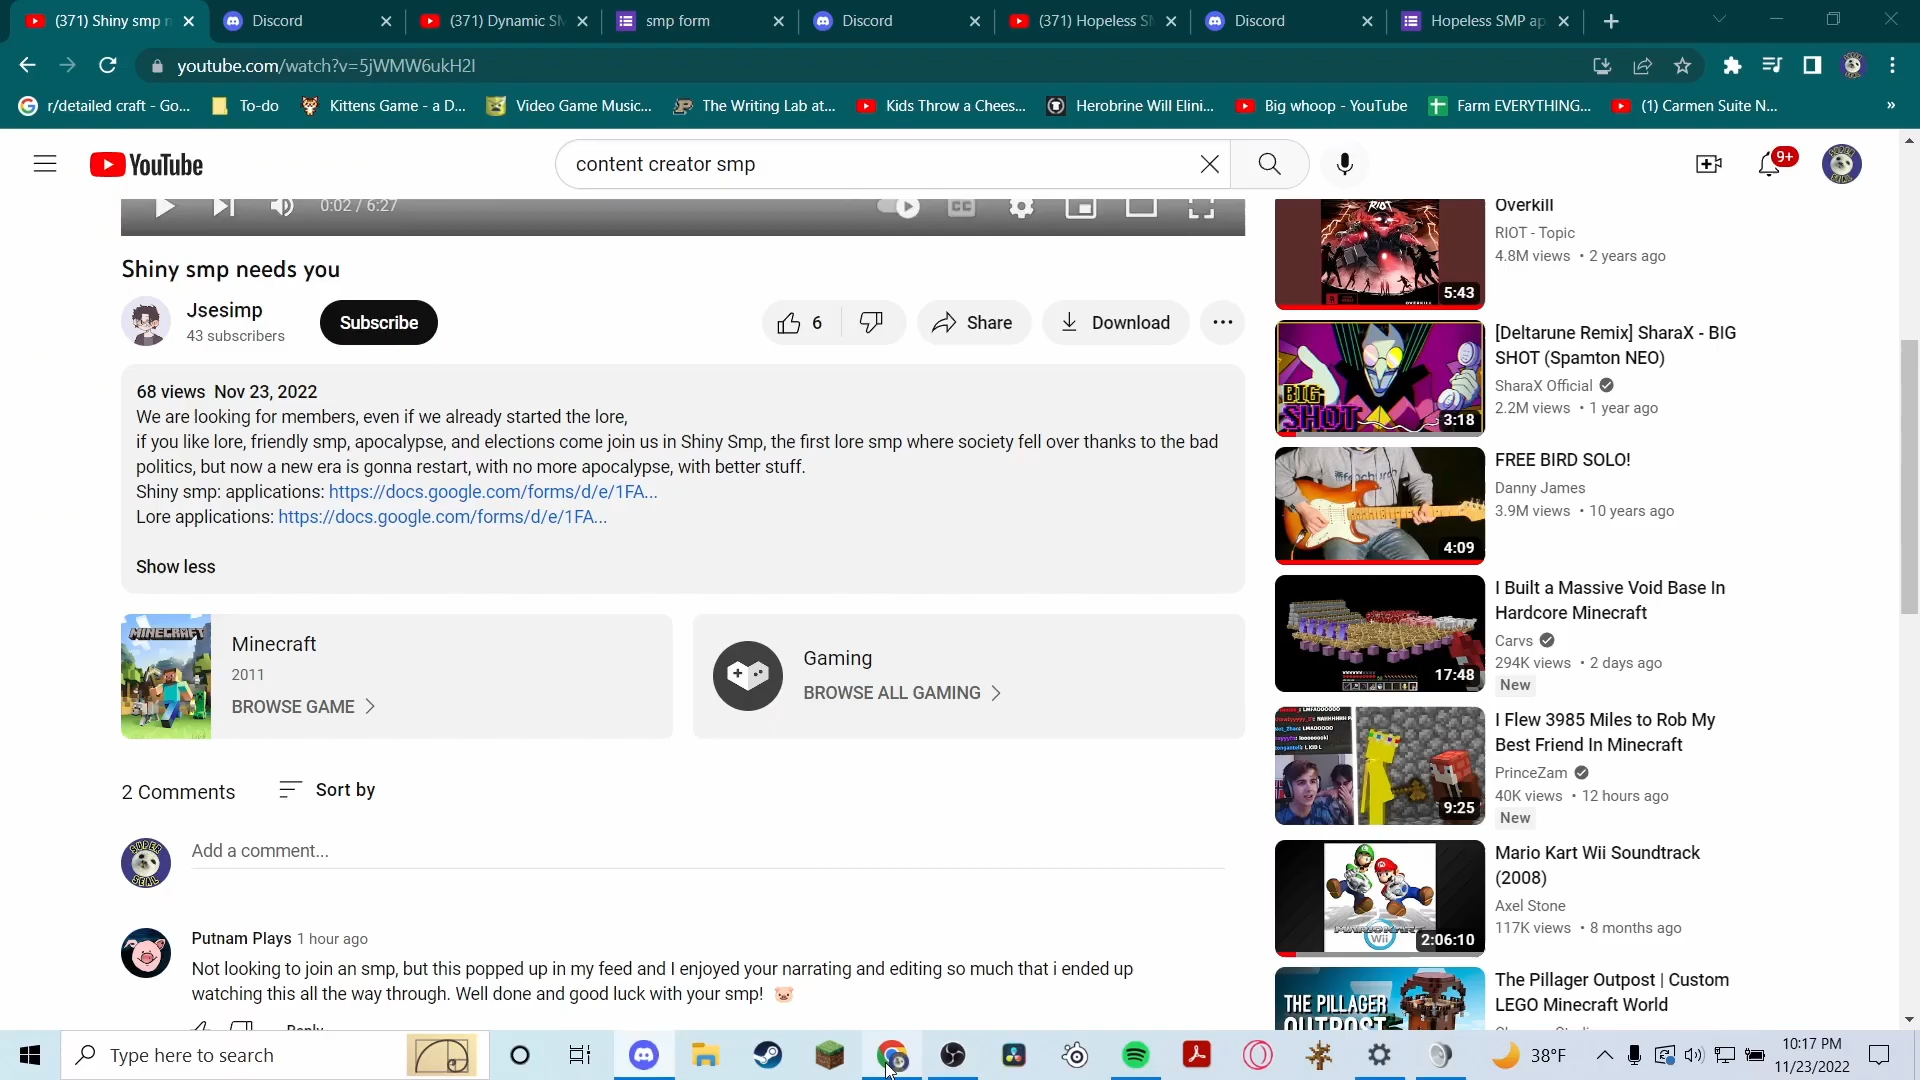 (371) Shiny smp n
Discord
(371) Dynamic SM
smp form
Discord
(371) Hopeless SM
Discord
Hopeless SMP ap
youtube.com/watch?v=5jWMW6ukH2I
r/detailed craft - Go...
To-do
Kittens Game - a D...
Video Game Music...
The Writing Lab at...
Kids Throw a Chees...
Herobrine Will Elini...
Big whoop - YouTube
Farm EVERYTHING...
(1) Carmen Suite N...
»
YouTube
content creator smp
9+
0:02 / 6:27
CC
Shiny smp needs you
Jsesimp
43 subscribers
Subscribe
6
Share
Download
68 views Nov 23, 2022
We are looking for members, even if we already started the lore,
if you like lore, friendly smp, apocalypse, and elections come join us in Shiny Smp, the first lore smp where society fell over thanks to the bad
politics, but now a new era is gonna restart, with no more apocalypse, with better stuff.
Shiny smp: applications: https://docs.google.com/forms/d/e/1FA...
Lore applications: https://docs.google.com/forms/d/e/1FA...
Show less
MINECRAFT
Minecraft
2011
BROWSE GAME
Gaming
BROWSE ALL GAMING
2 Comments
Sort by
SUPER
SEAL
Add a comment...
Putnam Plays 1 hour ago
Not looking to join an smp, but this popped up in my feed and I enjoyed your narrating and editing so much that i ended up
watching this all the way through. Well done and good luck with your smp! 🐷
Reply
RIOT
OVERKILL
5:43
Overkill
RIOT - Topic
4.8M views • 2 years ago
BIG
SHOT
3:18
[Deltarune Remix] SharaX - BIG
SHOT (Spamton NEO)
SharaX Official
2.2M views • 1 year ago
4:09
FREE BIRD SOLO!
Danny James
3.9M views • 10 years ago
17:48
I Built a Massive Void Base In
Hardcore Minecraft
Carvs
294K views • 2 days ago
New
9:25
I Flew 3985 Miles to Rob My
Best Friend In Minecraft
PrinceZam
40K views • 12 hours ago
New
MARIOKART
Wii
2:06:10
Mario Kart Wii Soundtrack
(2008)
Axel Stone
117K views • 8 months ago
THE PILLAGER
OUTPOST
The Pillager Outpost | Custom
LEGO Minecraft World
Type here to search
38°F
10:17 PM
11/23/2022